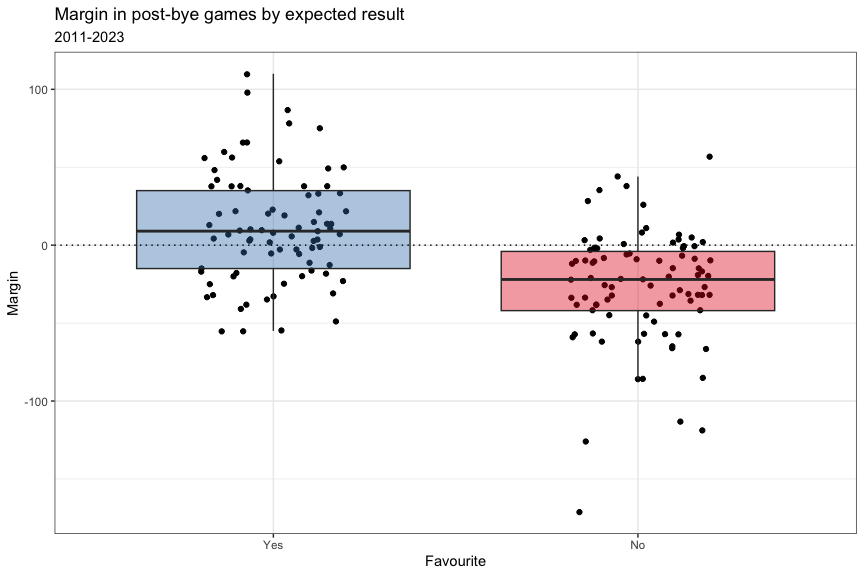 Margin in post-bye games by expected result
2011-2023
100
0
-100
Margin
Yes
No
Favourite